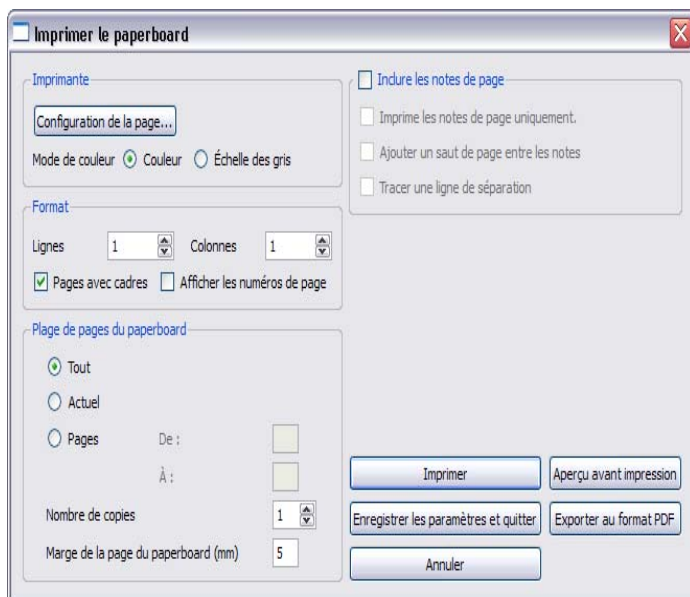 Imprimer le paperboard
Imprimante
Configuration de la page...
Mode de couleur Couleur Échelle des gris
Format
Lignes 1 Colonnes 1
Pages avec cadres Afficher les numéros de page
Plage de pages du paperboard
Tout
Actuel
Pages De :
À :
Nombre de copies 1
Marge de la page du paperboard (mm) 5
Inclure les notes de page
Imprime les notes de page uniquement.
Ajouter un saut de page entre les notes
Tracer une ligne de séparation
Imprimer Aperçu avant impression
Enregistrer les paramètres et quitter Exporter au format PDF
Annuler